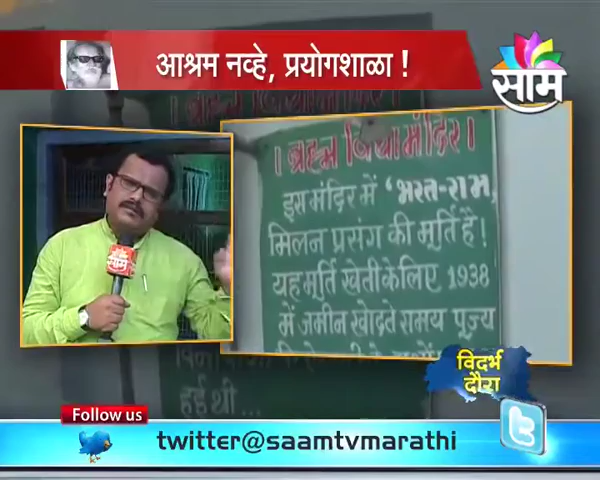 आश्रम नव्हे, प्रयोगशाळा !
साम
। ब्रह्म विद्या मंदिर ।
इस मंदिर में 'भरत-राम,
मिलन प्रसंग की मूर्ति है!
यह मूर्ति खेती के लिए 1938
में जमीन खोदते समय पूज्य
हुई थी ...
साम
विदर्भ
दौरा
Follow us
twitter@saamtvmarathi